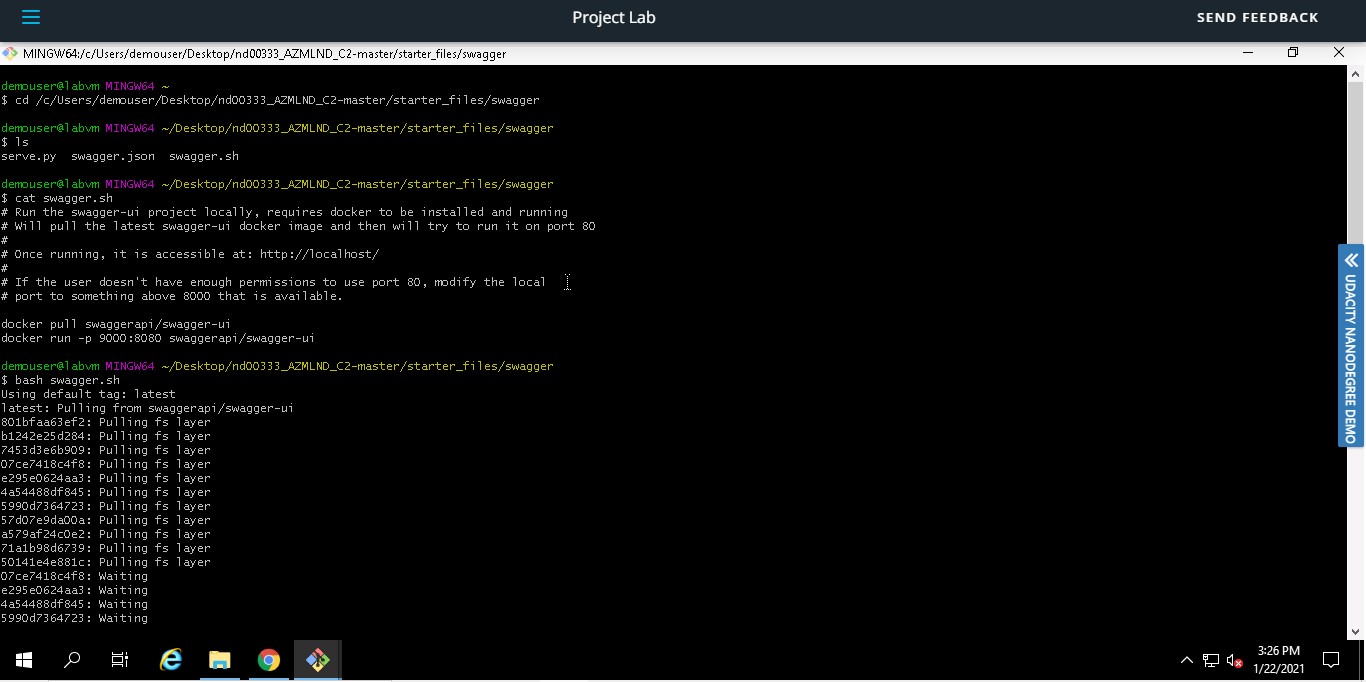 Project Lab
SEND FEEDBACK
MINGW64:/c/Users/demouser/Desktop/nd00333_AZMLND_C2-master/starter_files/swagger
demouser@labvm MINGW64 ~
$ cd /c/Users/demouser/Desktop/nd00333_AZMLND_C2-master/starter_files/swagger
demouser@labvm MINGW64 ~/Desktop/nd00333_AZMLND_C2-master/starter_files/swagger
$ ls
serve.py  swagger.json  swagger.sh
demouser@labvm MINGW64 ~/Desktop/nd00333_AZMLND_C2-master/starter_files/swagger
$ cat swagger.sh
# Run the swagger-ui project locally, requires docker to be installed and running
# Will pull the latest swagger-ui docker image and then will try to run it on port 80
#
# Once running, it is accessible at: http://localhost/
#
# If the user doesn't have enough permissions to use port 80, modify the local
# port to something above 8000 that is available.
docker pull swaggerapi/swagger-ui
docker run -p 9000:8080 swaggerapi/swagger-ui
demouser@labvm MINGW64 ~/Desktop/nd00333_AZMLND_C2-master/starter_files/swagger
$ bash swagger.sh
Using default tag: latest
latest: Pulling from swaggerapi/swagger-ui
801bfaa63ef2: Pulling fs layer
b1242e25d284: Pulling fs layer
7453d3e6b909: Pulling fs layer
07ce7418c4f8: Pulling fs layer
e295e0624aa3: Pulling fs layer
4a54488df845: Pulling fs layer
5990d7364723: Pulling fs layer
57d07e9da00a: Pulling fs layer
a579af24c0e2: Pulling fs layer
71a1b98d6739: Pulling fs layer
50141e4e881c: Pulling fs layer
07ce7418c4f8: Waiting
e295e0624aa3: Waiting
4a54488df845: Waiting
5990d7364723: Waiting
UDACITY NANODEGREE DEMO
3:26 PM
1/22/2021